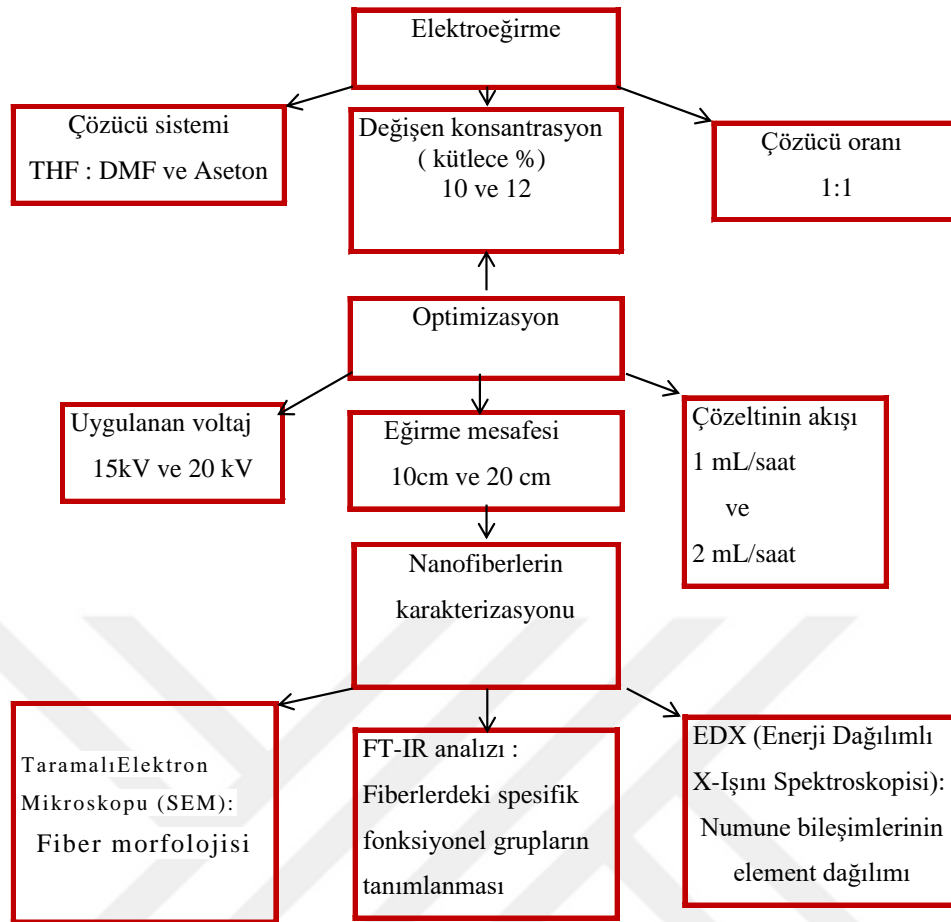 Elektroeğirme
Çözücü sistemi
THF : DMF ve Aseton
Değişen konsantrasyon
( kütlece %)
10 ve 12
Çözücü oranı
1:1
Optimizasyon
Uygulanan voltaj
15kV ve 20 kV
Eğirme mesafesi
10cm ve 20 cm
Çözeltinin akışı
1 mL/saat
ve
2 mL/saat
Nanofiberlerin
karakterizasyonu
TaramalıElektron
Mikroskopu (SEM):
Fiber morfolojisi
FT-IR analızı :
Fiberlerdeki spesifik
fonksiyonel grupların
tanımlanması
EDX (Enerji Dağılımlı
X-Işını Spektroskopisi):
Numune bileşimlerinin
element dağılımı